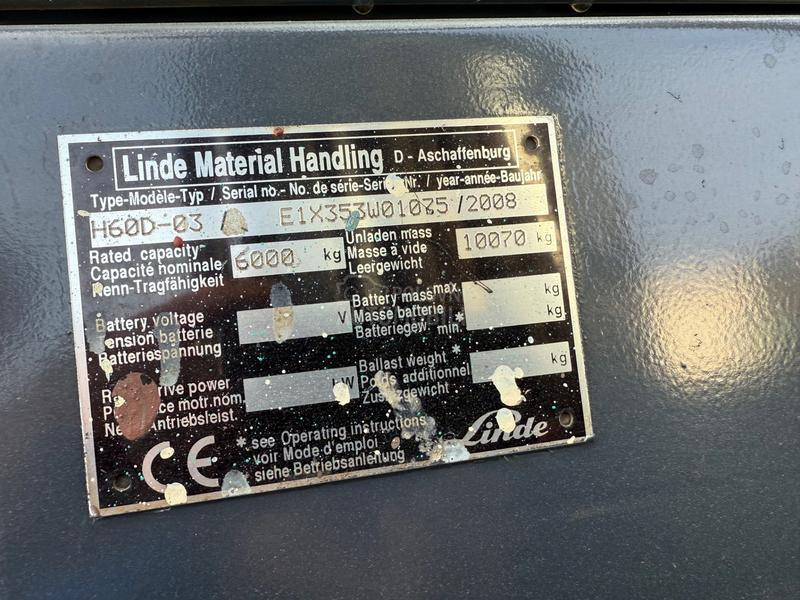 Linde Material Handling D - Aschaffenburg
Type-Modèle-Typ / Serial no.- No. de série-Serien Nr. / year-année-Baujahr
H60D-03 / E1X353W01035 /2008
Rated capacity
Capacité nominale
Nenn-Tragfähigkeit
6000 kg
Unladen mass
Masse à vide
Leergewicht
10070 kg
Battery voltage
Tension batterie
Batteriespannung
V
Battery mass max.
Masse batterie
Batteriegew. min.
*
kg
kg
drive power
motr.nom.
Antriebsleist.
kW
Ballast weight *
Poids additionnel
Zusatzgewicht
kg
CE
* see Operating instructions
voir Mode d'emploi
* siehe Betriebsanleitung
Linde